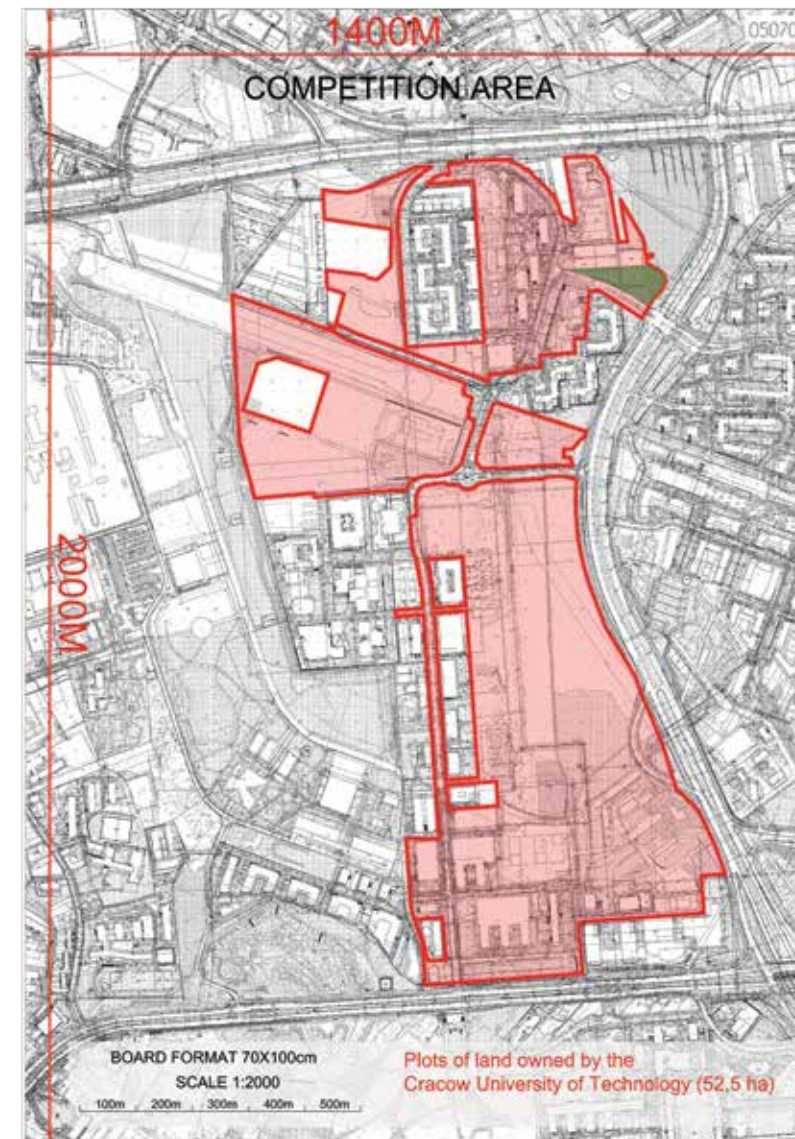 1400M
05070
COMPETITION AREA
2000M
BOARD FORMAT 70X100cm
SCALE 1:2000
100m 200m 300m 400m 500m
Plots of land owned by the
Cracow University of Technology (52,5 ha)